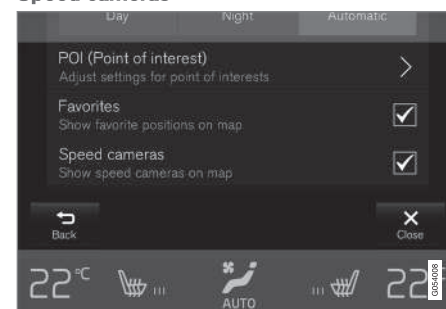 Speed cameras
Day Night Automatic
POI (Point of interest)
Adjust settings for point of interests
Favorites
Show favorite positions on map
Speed cameras
Show speed cameras on map
Back Close
22°C AUTO 22
G054008